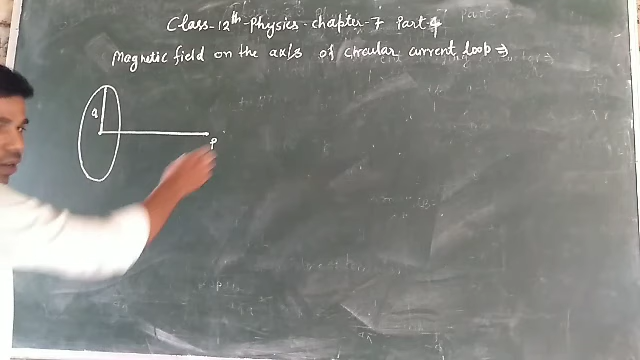 Class-12th-Physics-chapter-7 Part 4
Magnetic field on the axis of circular current loop ⇒
a
P